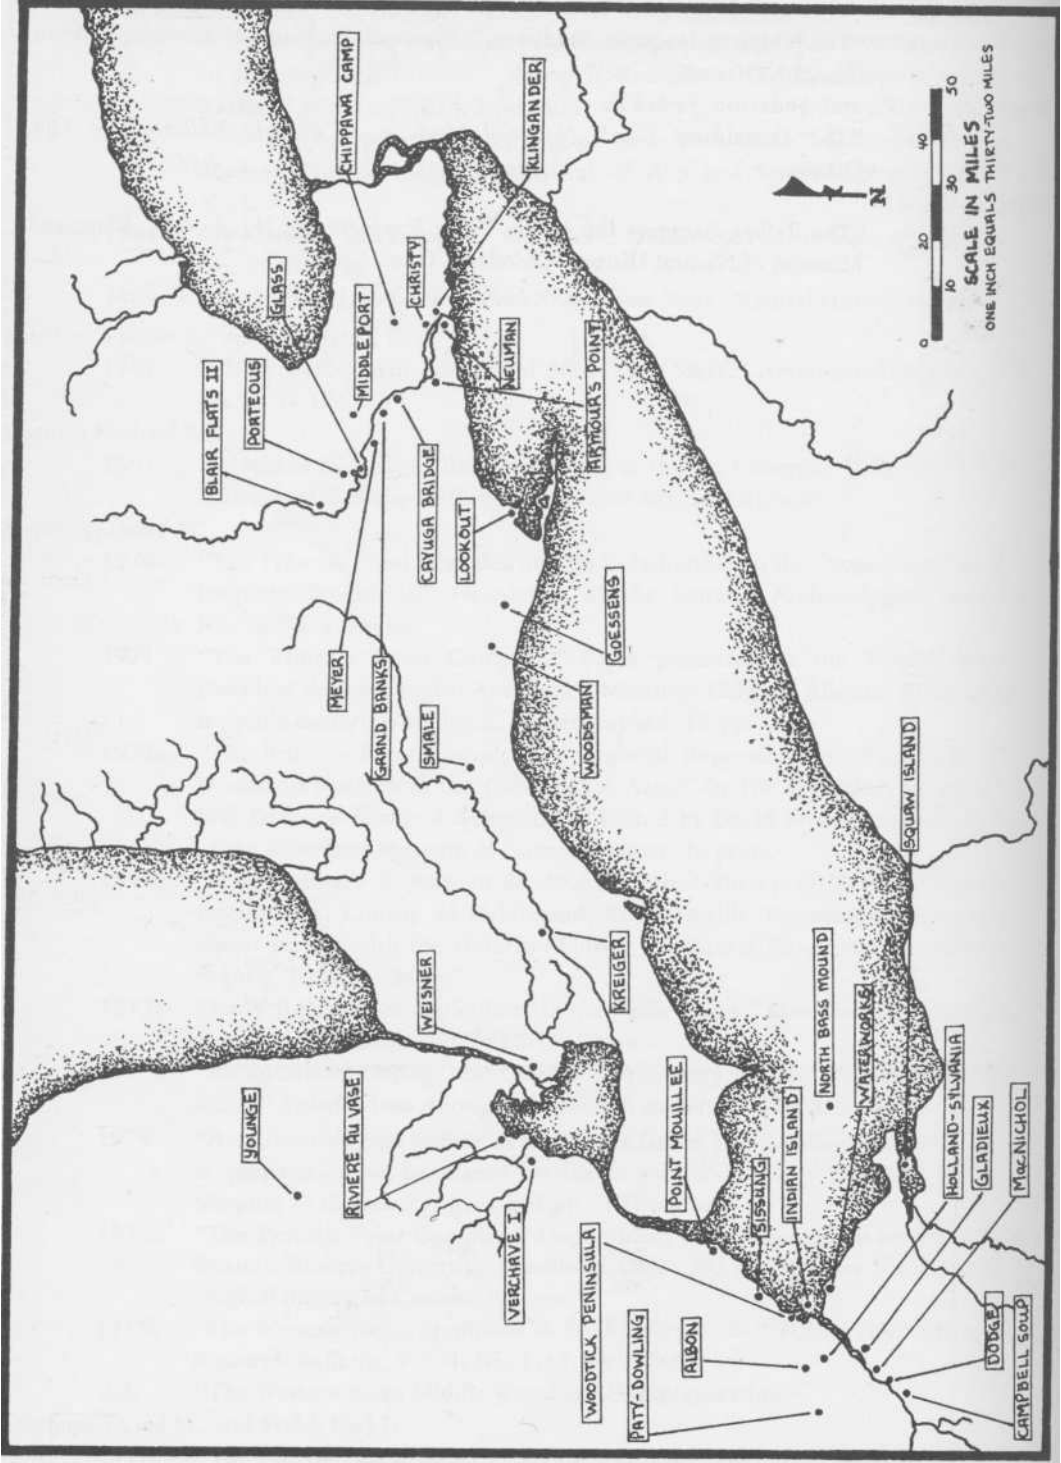 CHIPPAWA CAMP
KLINGANDER
CHRISTY
GLASS
MIDDLEPORT
PORTEOUS
BLAIR FLATS II
NEUMAN
ARMOUR'S POINT
CAYUGA BRIDGE
LOOKOUT
GOESSENS
MEYER
GRAND BANKS
SMALE
WOODSMAN
SQUAW ISLAND
KREIGER
WEISNER
NORTH BASS MOUND
WATERWORKS
YOUNGE
RIVIERE AU VASE
VERCHAVE I
POINT MOUILLEE
SISSUNG
INDIAN ISLAND
HOLLAND-SYLVANIA
GLADIEUX
MacNICHOL
WOODTICK PENINSULA
PATY-DOWLING
ALBON
DODGE
CAMPBELL SOUP
N
0 10 20 30 40 50
SCALE IN MILES
ONE INCH EQUALS THIRTY-TWO MILES